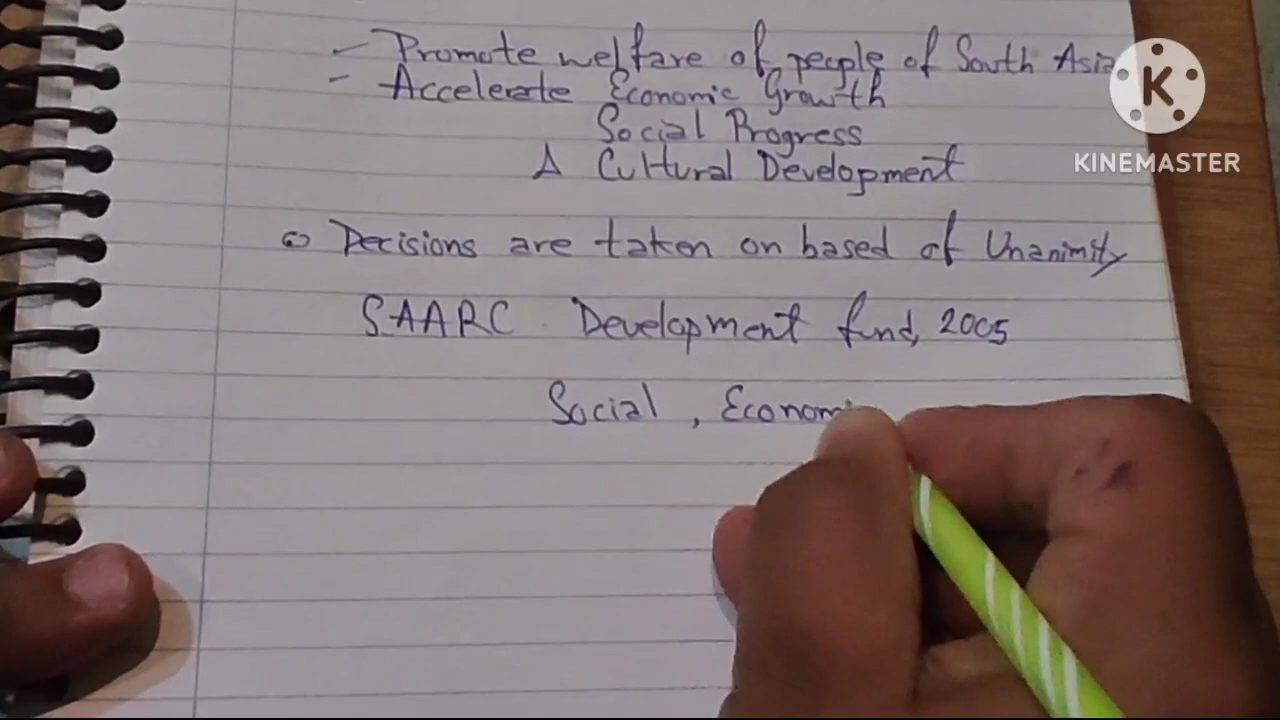 - Promote welfare of people of South Asia
- Accelerate Economic Growth
Social Progress
& Cultural Development
o Decisions are taken on based of Unanimity
SAARC Development fund, 2005
Social, Economi
K
KINEMASTER